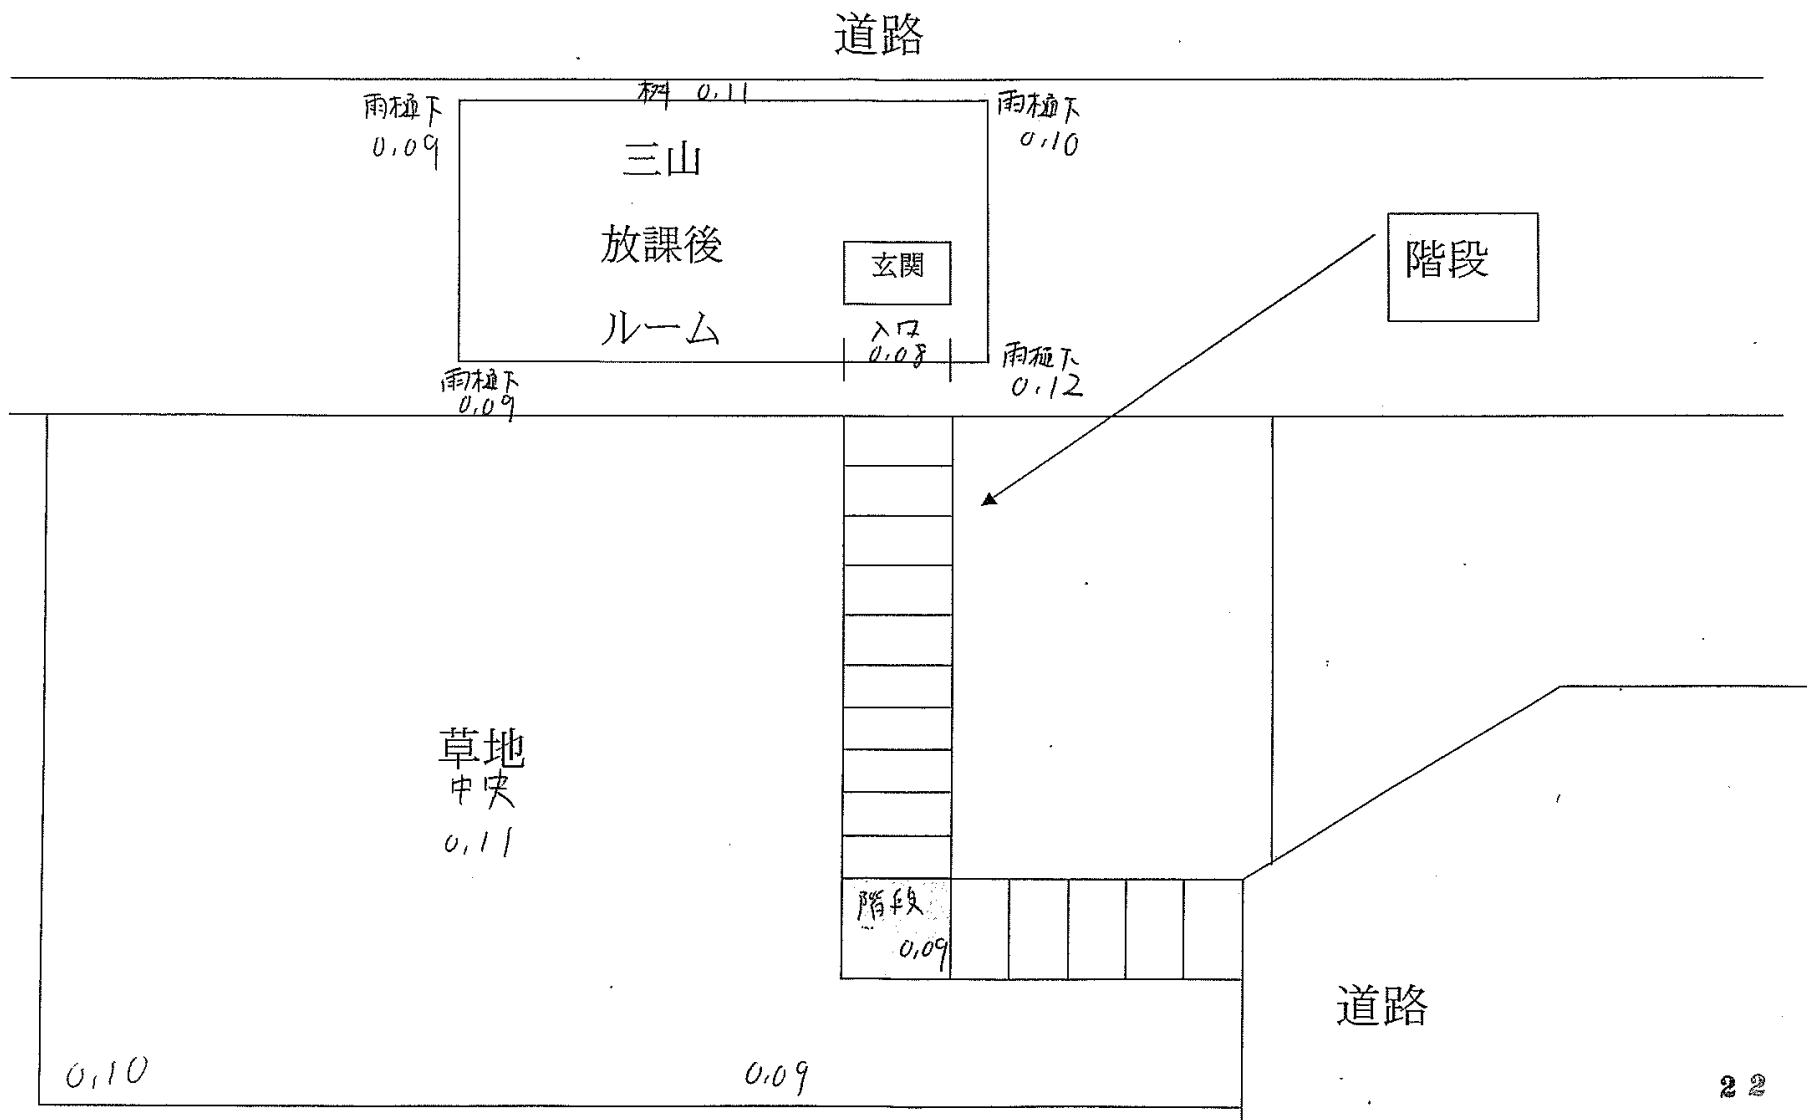 道路
桝 0.11
雨樋下
0.09
雨樋下
0.10
三山
放課後
ルーム
玄関
入口
0.08
階段
雨樋下
0.09
雨樋下
0.12
草地
中央
0.11
階段
0.09
道路
0.10
0.09
22